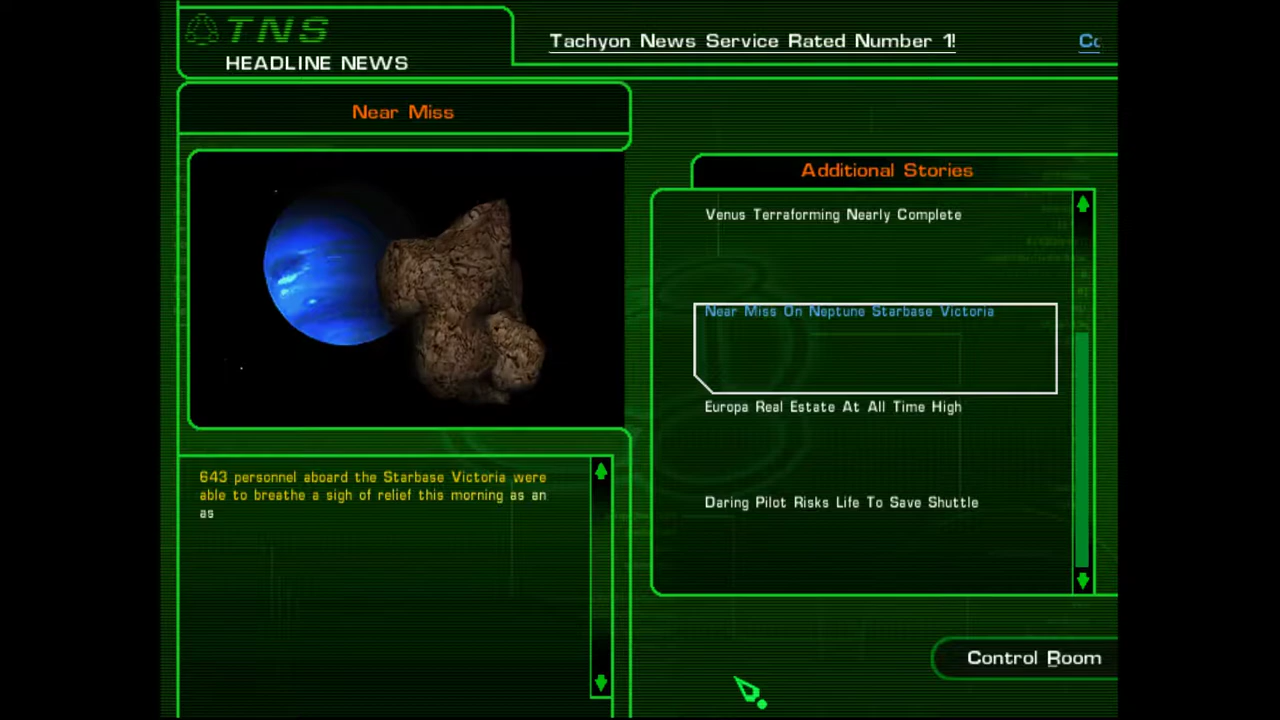 TNS
HEADLINE NEWS
Tachyon News Service Rated Number 1!
Near Miss
Additional Stories
Venus Terraforming Nearly Complete
Near Miss On Neptune Starbase Victoria
Europa Real Estate At All Time High
Daring Pilot Risks Life To Save Shuttle
643 personnel aboard the Starbase Victoria were
able to breathe a sigh of relief this morning as an
as
Control Room